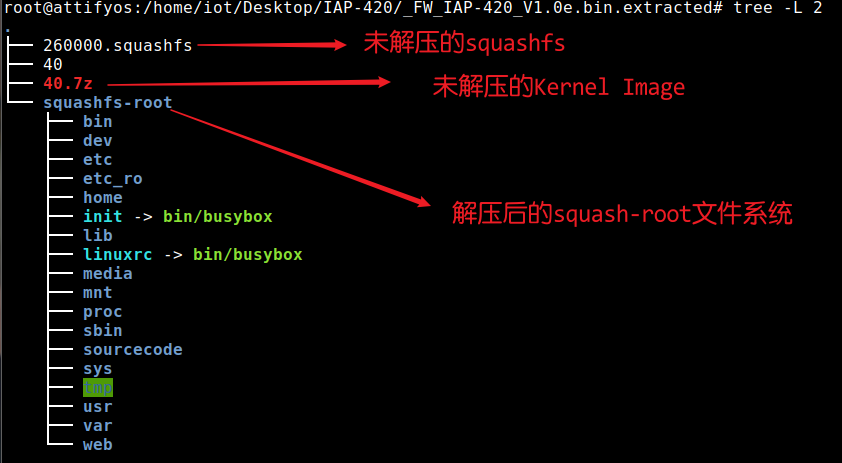 root@attifyos:/home/iot/Desktop/IAP-420/_FW_IAP-420_V1.0e.bin.extracted# tree -L 2
.
├── 260000.squashfs 未解压的squashfs
├── 40
├── 40.7z 未解压的Kernel Image
└── squashfs-root
├── bin
├── dev
├── etc
├── etc_ro
├── home
├── init -> bin/busybox 解压后的squash-root文件系统
├── lib
├── linuxrc -> bin/busybox
├── media
├── mnt
├── proc
├── sbin
├── sourcecode
├── sys
├── tmp
├── usr
├── var
└── web